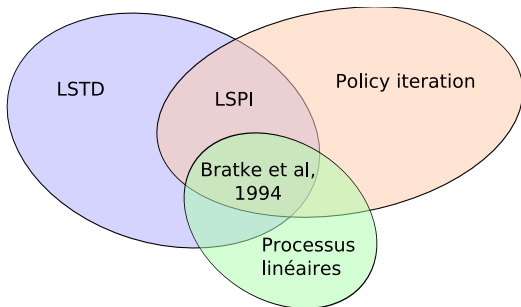 LSTD
LSPI
Policy iteration
Bratke et al,
1994
Processus
linéaires